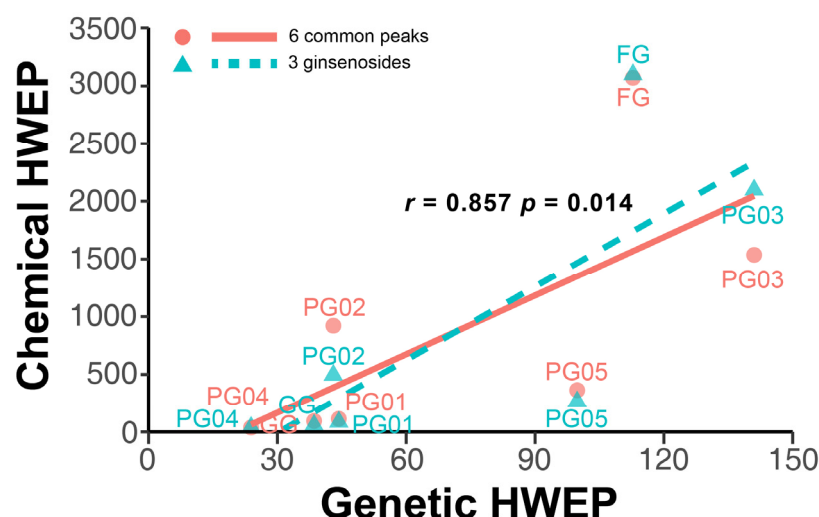 3500
3000
2500
2000
1500
1000
500
0
Chemical HWEP
6 common peaks
3 ginsenosides
FG
FG
r = 0.857 p = 0.014
PG03
PG03
PG02
PG02
PG05
PG05
PG04
PG04
GG
GG
PG01
PG01
0 30 60 90 120 150
Genetic HWEP